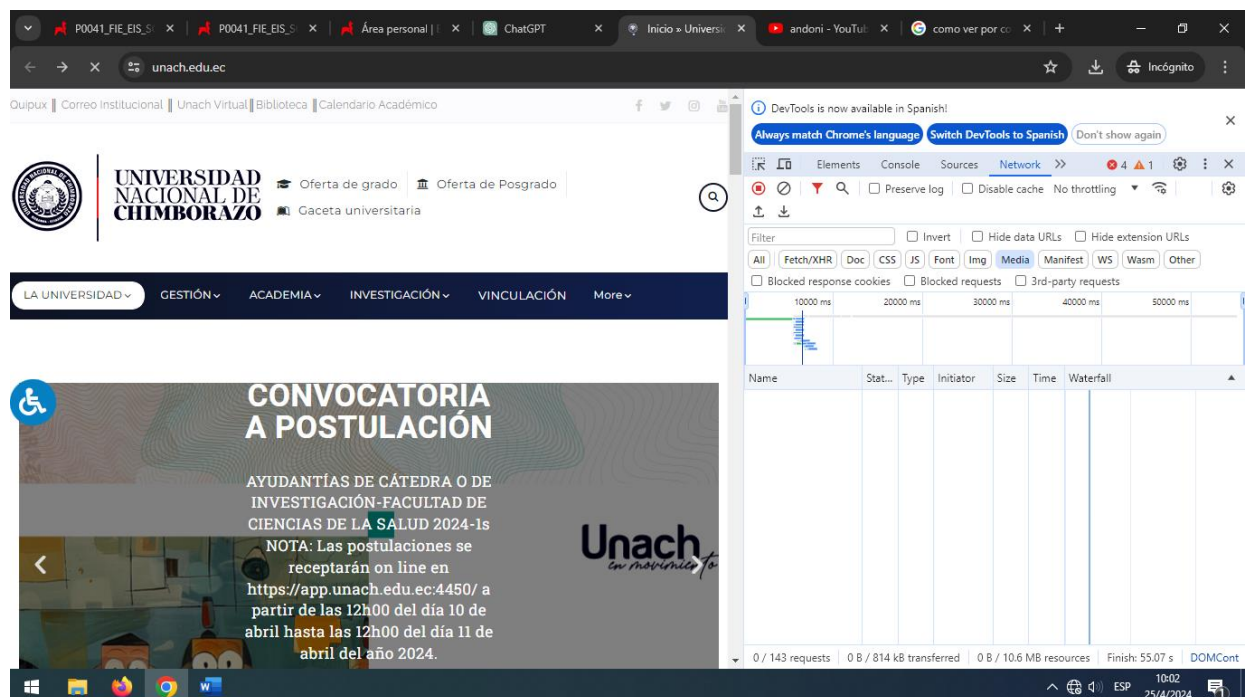 P0041_FIE_EIS_S
P0041_FIE_EIS_S
Área personal |
ChatGPT
Inicio » Universi
andoni - YouTub
como ver por co
unach.edu.ec
Incógnito
Quipux ‖ Correo Institucional ‖ Unach Virtual ‖ Biblioteca ‖ Calendario Académico
UNIVERSIDAD
NACIONAL DE
CHIMBORAZO
Oferta de grado
Oferta de Posgrado
Gaceta universitaria
LA UNIVERSIDAD
GESTIÓN
ACADEMIA
INVESTIGACIÓN
VINCULACIÓN
More
CONVOCATORIA
A POSTULACIÓN
AYUDANTÍAS DE CÁTEDRA O DE
INVESTIGACIÓN-FACULTAD DE
CIENCIAS DE LA SALUD 2024-1s
NOTA: Las postulaciones se
receptarán on line en
https://app.unach.edu.ec:4450/ a
partir de las 12h00 del día 10 de
abril hasta las 12h00 del día 11 de
abril del año 2024.
Unach
en movimiento
DevTools is now available in Spanish!
Always match Chrome's language
Switch DevTools to Spanish
Don't show again
Elements
Console
Sources
Network
4
1
Preserve log
Disable cache
No throttling
Filter
Invert
Hide data URLs
Hide extension URLs
All
Fetch/XHR
Doc
CSS
JS
Font
Img
Media
Manifest
WS
Wasm
Other
Blocked response cookies
Blocked requests
3rd-party requests
10000 ms
20000 ms
30000 ms
40000 ms
50000 ms
Name
Stat...
Type
Initiator
Size
Time
Waterfall
0 / 143 requests
0 B / 814 kB transferred
0 B / 10.6 MB resources
Finish: 55.07 s
DOMCont
ESP
10:02
25/4/2024